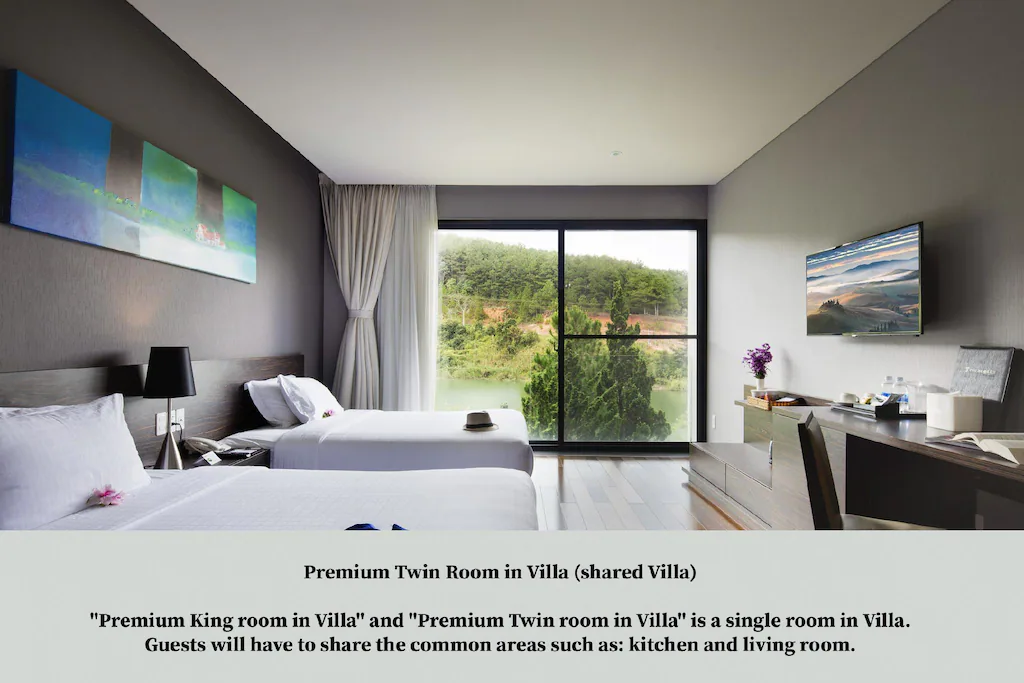 Premium Twin Room in Villa (shared Villa)
"Premium King room in Villa" and "Premium Twin room in Villa" is a single room in Villa.
Guests will have to share the common areas such as: kitchen and living room.